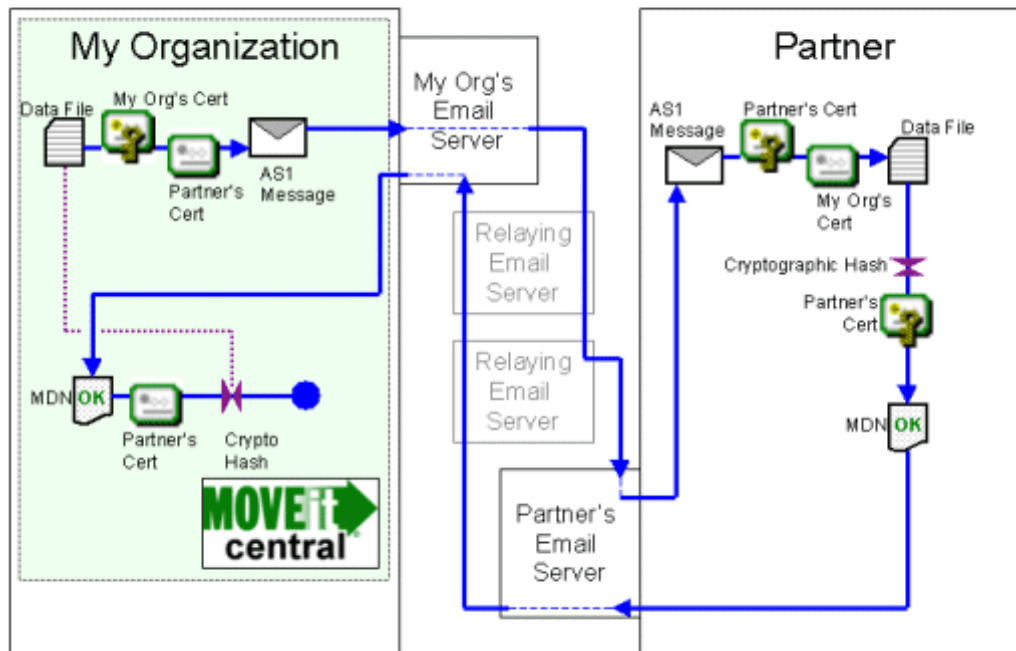 My Organization
Data File
My Org's Cert
Partner's
Cert
AS1
Message
MDN
OK
Partner's
Cert
Crypto
Hash
MOVEit
central
My Org's
Email
Server
Relaying
Email
Server
Relaying
Email
Server
Partner's
Email
Server
Partner
AS1
Message
Partner's Cert
My Org's
Cert
Data File
Cryptographic Hash
Partner's
Cert
MDN
OK